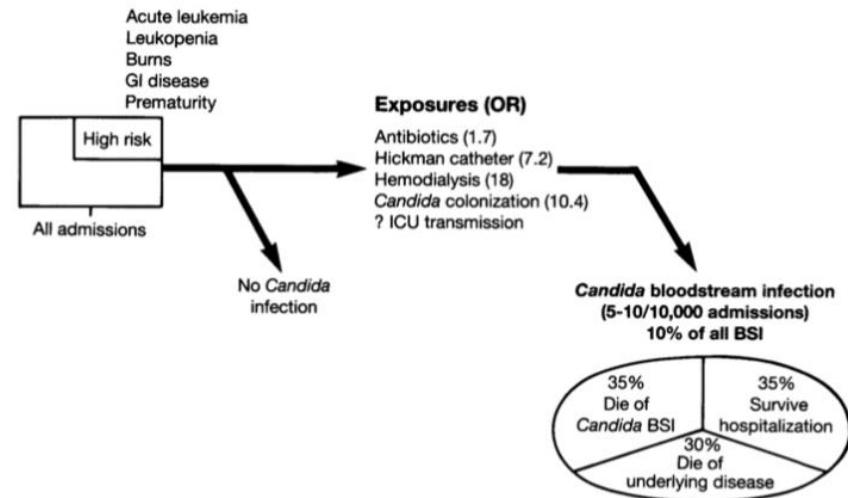 Acute leukemia
Leukopenia
Burns
GI disease
Prematurity
High risk
All admissions
No Candida
infection
Exposures (OR)
Antibiotics (1.7)
Hickman catheter (7.2)
Hemodialysis (18)
Candida colonization (10.4)
? ICU transmission
Candida bloodstream infection
(5-10/10,000 admissions)
10% of all BSI
35%
Die of
Candida BSI
35%
Survive
hospitalization
30%
Die of
underlying disease